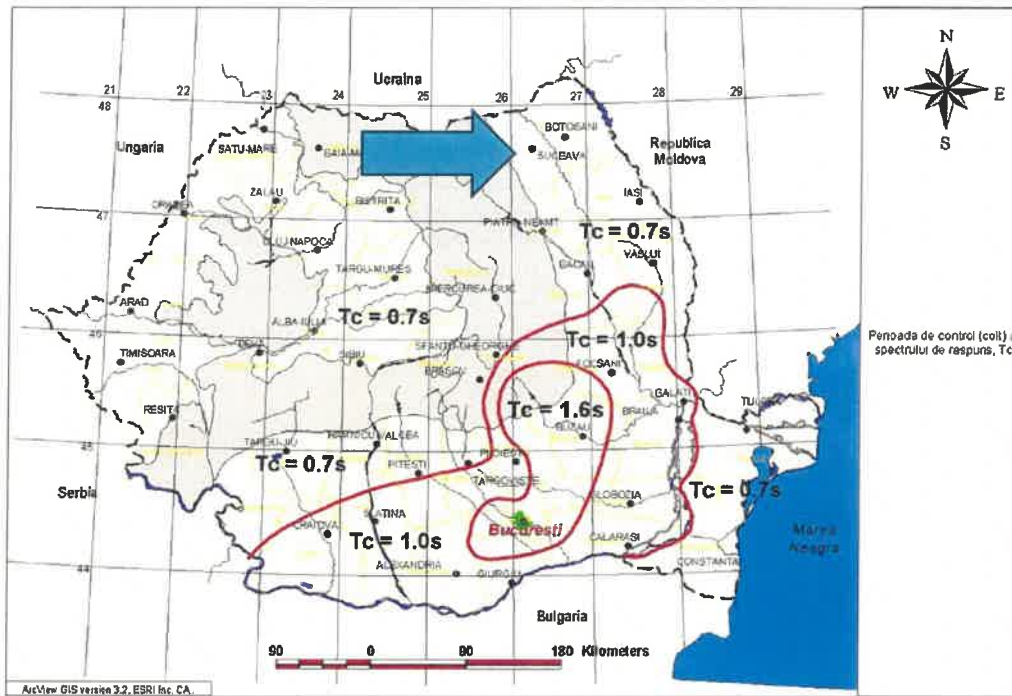 N
W E
S
Ucraina
21 22 23 24 25 26 27 28 29
48
Ungaria
Republica
Moldova
BOTOSANI
SATU-MARE
SUCEAVA
ZALAU
IASI
47
47
BISTRITA
PIATRA-NEAMT
Tc = 0.7s
CLUJ NAPOCA
VASLUI
TARGU-MURES
BACAU
MIERCUREA-CIUC
ARAD
Tc = 0.7s
ALBA-IULIA
46
46
Tc = 1.0s
Perioada de control (colt) a
spectrului de raspuns, Tc
TIMISOARA
DEVA
SIBIU
SFANTU GHEORGHE
FOCSANI
BRASOV
RESITA
Tc = 1.6s
GALATI
BRAILA
BUZAU
TARGU-JIU
RAMNICU VALCEA
45
45
Tc = 0.7s
PITESTI
PLOIESTI
TARGOVISTE
Tc = 0.7s
Serbia
SLOBOZIA
CRAIOVA
SLATINA
Bucureşti
Tc = 1.0s
CALARASI
Marea
Neagra
ALEXANDRIA
CONSTANTA
44
44
GIURGIU
Bulgaria
90 0 90 180 Kilometers
ArcView GIS version 3.2, ESRI Inc. CA.